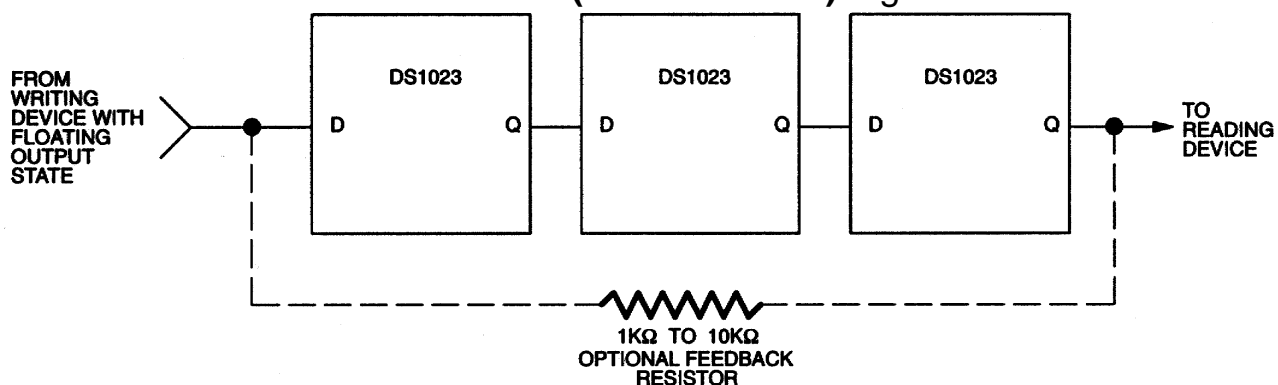 FROM
WRITING
DEVICE WITH
FLOATING
OUTPUT
STATE
DS1023
D
Q
DS1023
D
Q
DS1023
D
Q
TO
READING
DEVICE
1KΩ TO 10KΩ
OPTIONAL FEEDBACK
RESISTOR